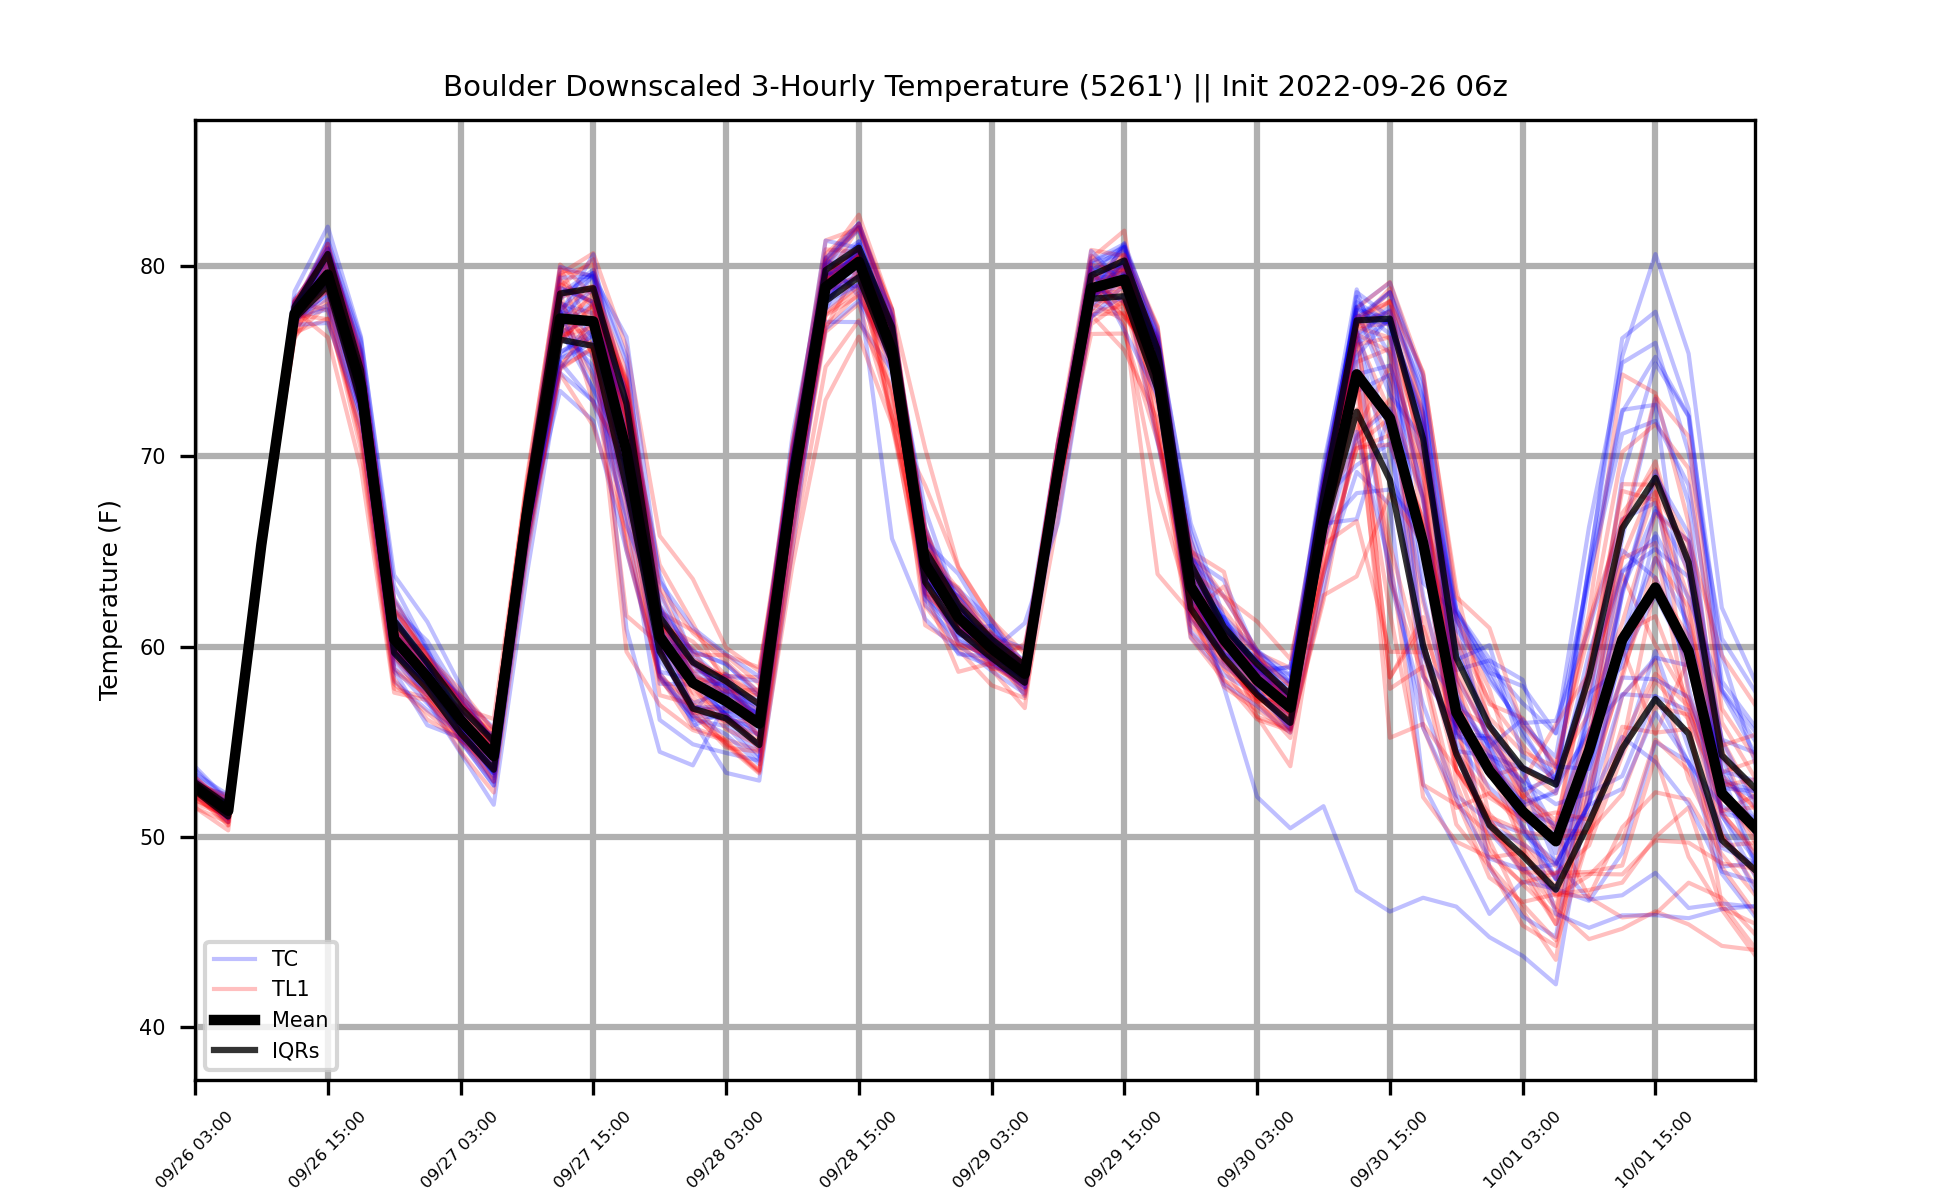 Boulder Downscaled 3-Hourly Temperature (5261') || Init 2022-09-26 06z
Temperature (F)
80
70
60
50
40
TC
TL1
Mean
IQRs
09/26 03:00
09/26 15:00
09/27 03:00
09/27 15:00
09/28 03:00
09/28 15:00
09/29 03:00
09/29 15:00
09/30 03:00
09/30 15:00
10/01 03:00
10/01 15:00